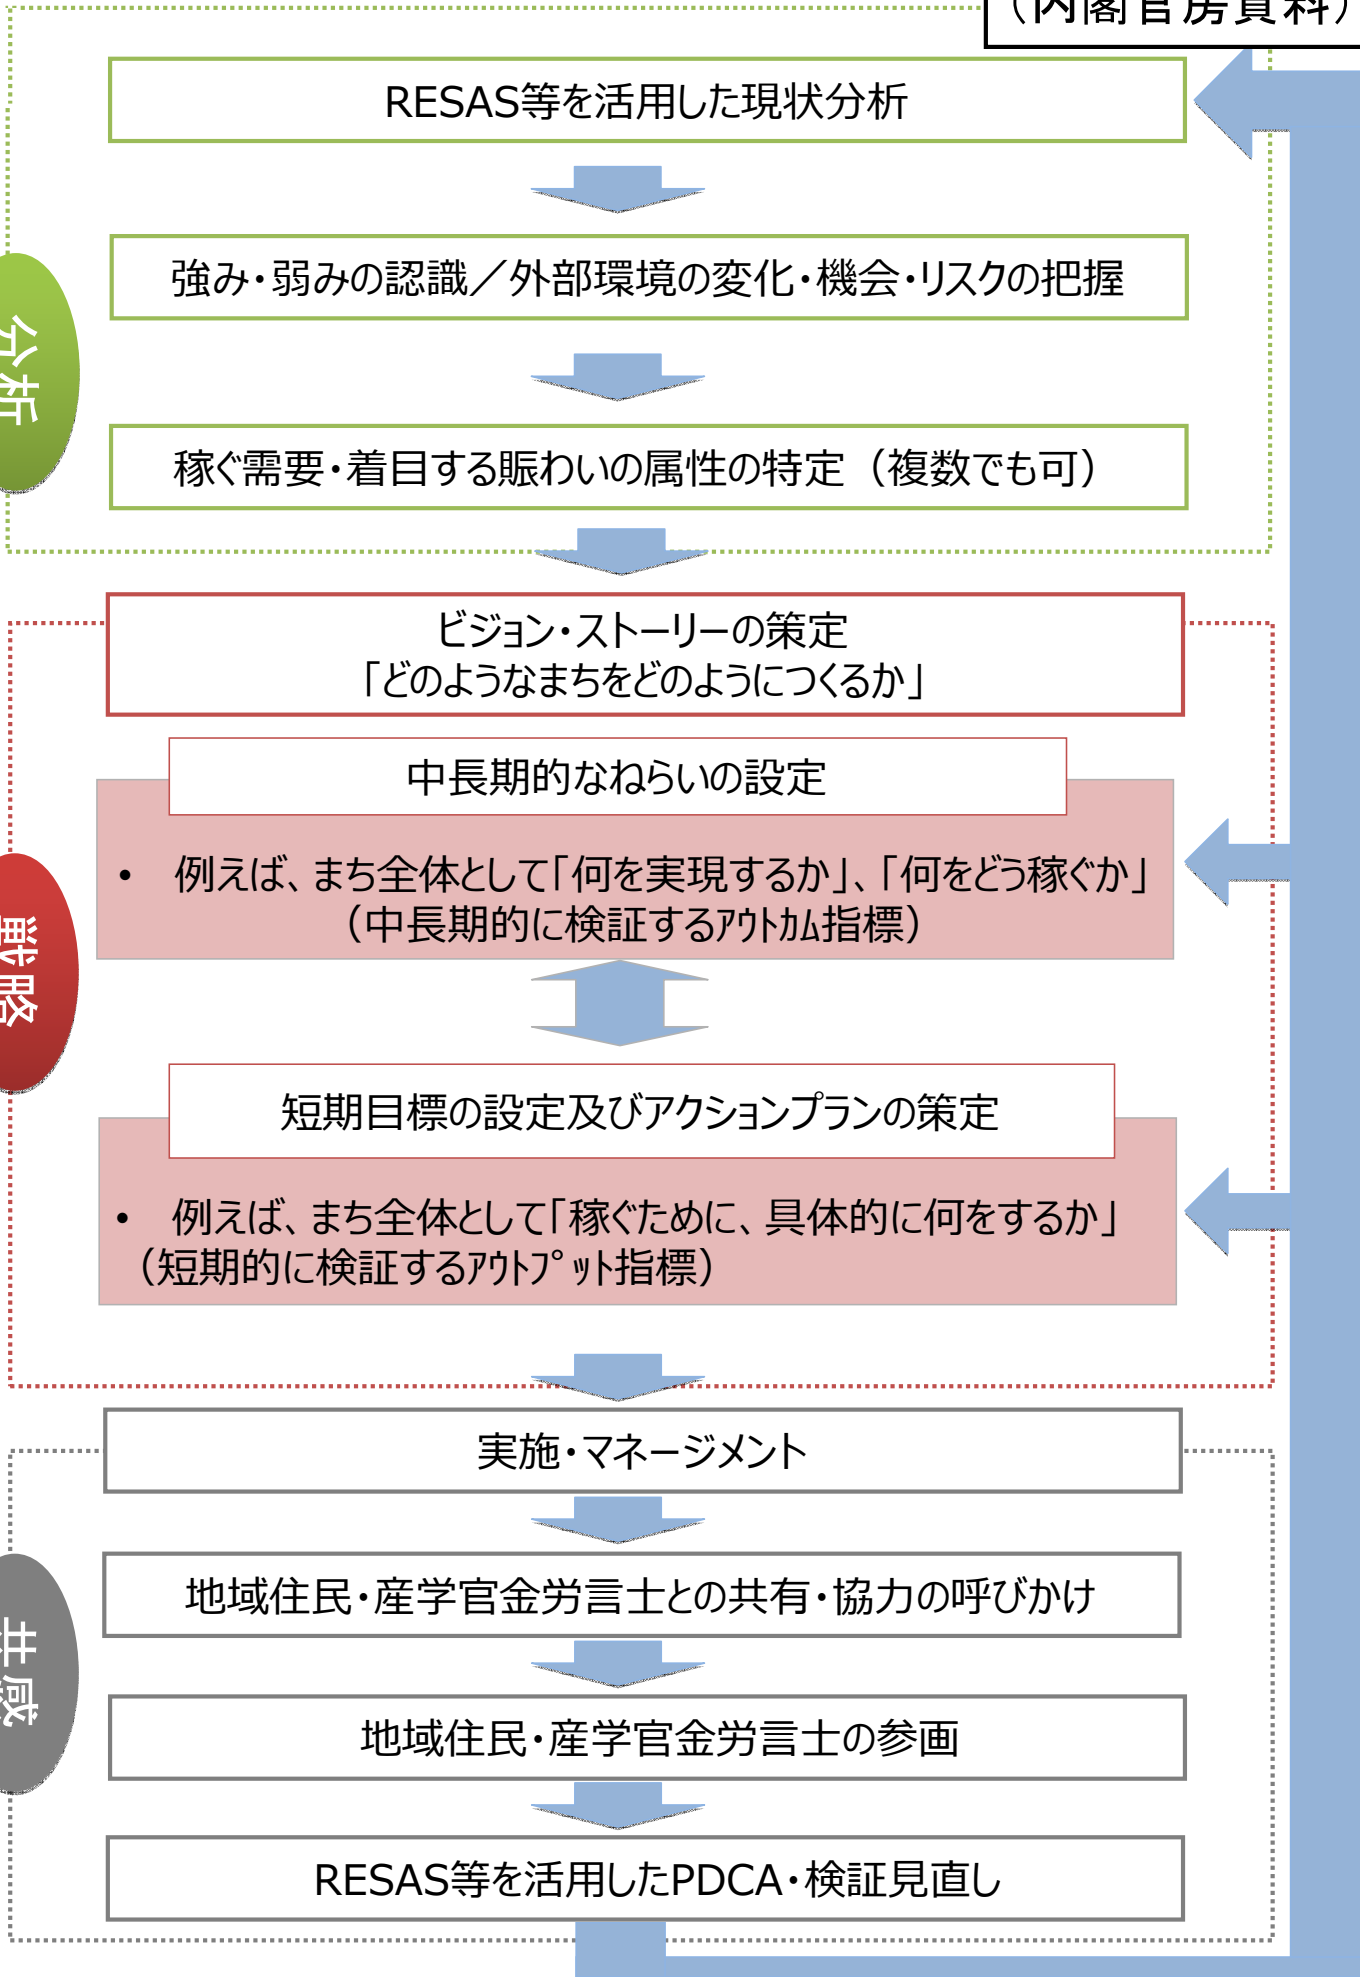 （内閣官房資料）
RESAS等を活用した現状分析
強み・弱みの認識／外部環境の変化・機会・リスクの把握
分析
稼ぐ需要・着目する賑わいの属性の特定（複数でも可）
ビジョン・ストーリーの策定
「どのようなまちをどのようにつくるか」
中長期的なねらいの設定
• 例えば、まち全体として「何を実現するか」、「何をどう稼ぐか」
（中長期的に検証するｱｳﾄｶﾑ指標）
戦略
短期目標の設定及びアクションプランの策定
• 例えば、まち全体として「稼ぐために、具体的に何をするか」
（短期的に検証するｱｳﾄﾌﾟｯﾄ指標）
実施・マネージメント
地域住民・産学官金労言士との共有・協力の呼びかけ
共感
地域住民・産学官金労言士の参画
RESAS等を活用したPDCA・検証見直し